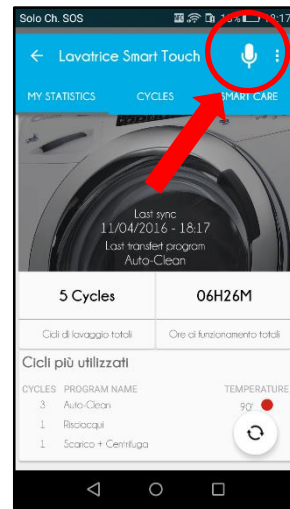 Solo Ch. SOS 18:17
Lavatrice Smart Touch
MY STATISTICS CYCLES SMART CARE
Last sync
11/04/2016 - 18:17
Last transfert program
Auto-Clean
5 Cycles 06H26M
Cicli di lavaggio totali Ore di funzionamento totali
Cicli più utilizzati
CYCLES PROGRAM NAME TEMPERATURE
3 Auto-Clean 90°
1 Risciacqui
1 Scarico + Centrifuga